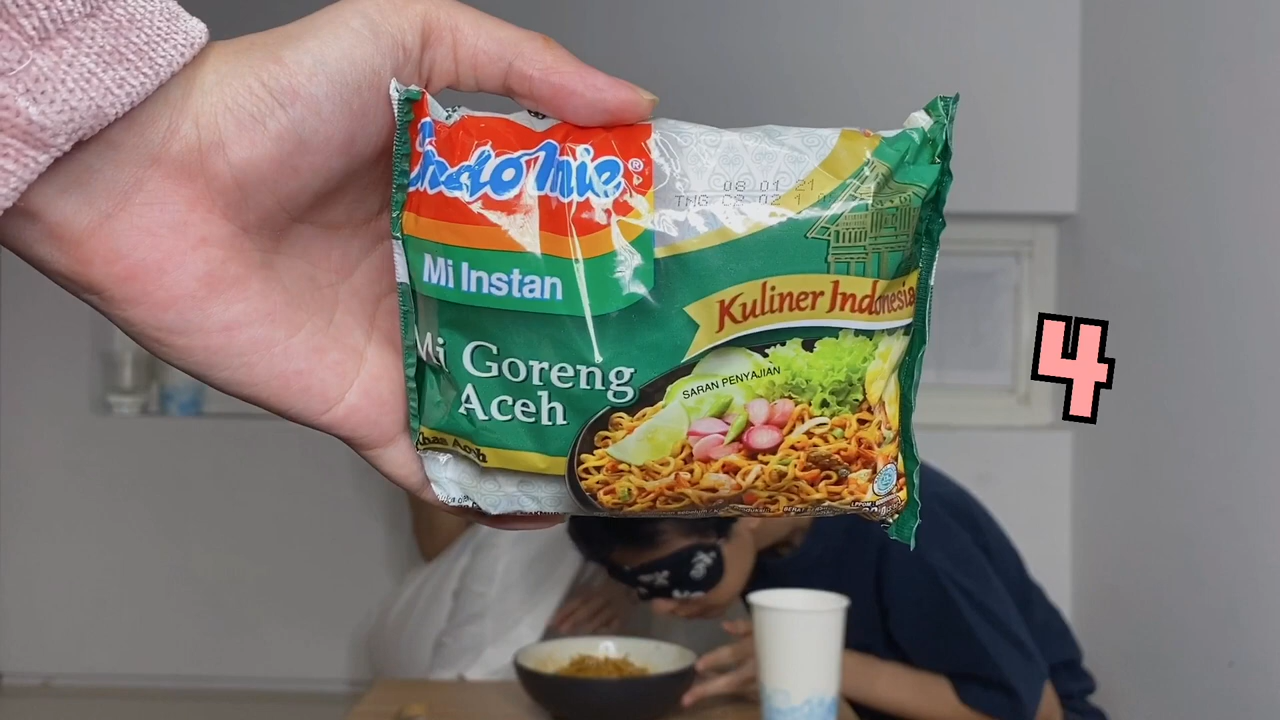 Indomie®
08 01 21
Mi Instan
Kuliner Indonesia
Mi Goreng
Aceh
SARAN PENYAJIAN
Khas Aceh
4